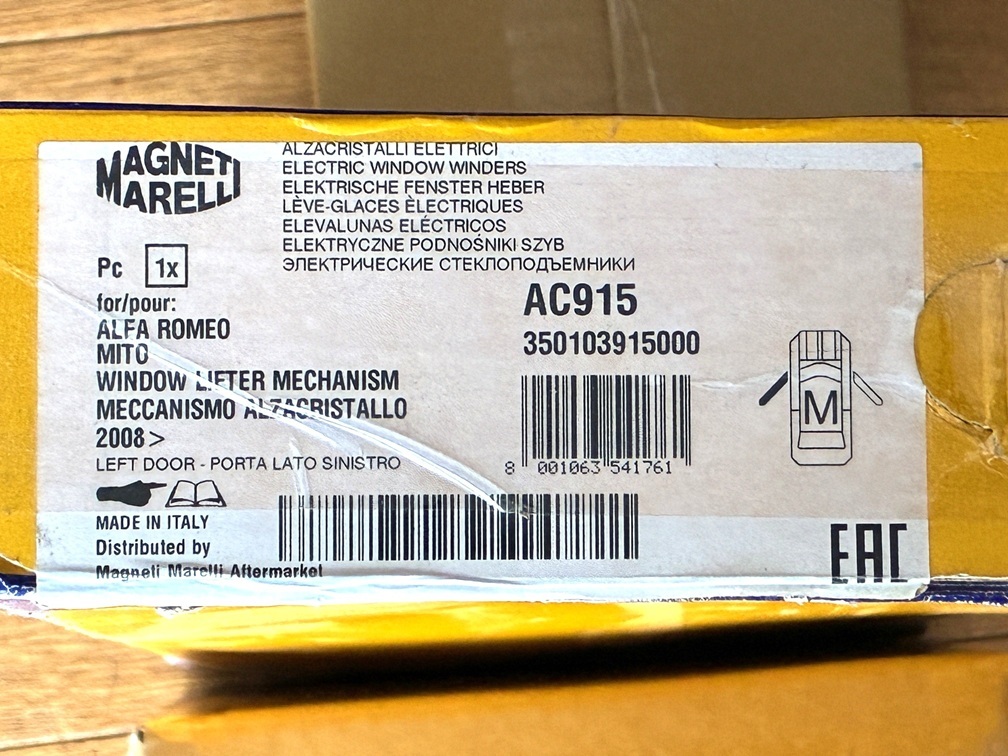 MAGNETI
MARELLI
ALZACRISTALLI ELETTRICI
ELECTRIC WINDOW WINDERS
ELEKTRISCHE FENSTER HEBER
LÈVE-GLACES ÈLECTRIQUES
ELEVALUNAS ELÉCTRICOS
ELEKTRYCZNE PODNOŚNIKI SZYB
ЭЛЕКТРИЧЕСКИЕ СТЕКЛОПОДЪЕМНИКИ
Pc 1x
for/pour:
ALFA ROMEO
MITO
WINDOW LIFTER MECHANISM
MECCANISMO ALZACRISTALLO
2008>
LEFT DOOR - PORTA LATO SINISTRO
AC915
350103915000
8 001063 541761
M
MADE IN ITALY
Distributed by
Magneti Marelli Aftermarket
EAC